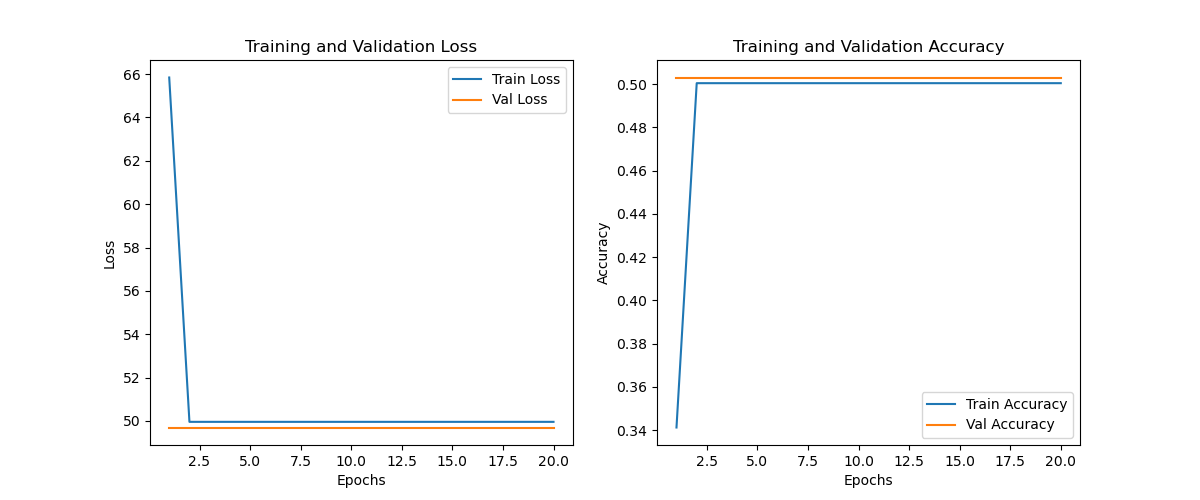 Training and Validation Loss
66
64
62
60
58
56
54
52
50
Loss
2.5 5.0 7.5 10.0 12.5 15.0 17.5 20.0
Epochs
Train Loss
Val Loss
Training and Validation Accuracy
0.50
0.48
0.46
0.44
0.42
0.40
0.38
0.36
0.34
Accuracy
2.5 5.0 7.5 10.0 12.5 15.0 17.5 20.0
Epochs
Train Accuracy
Val Accuracy